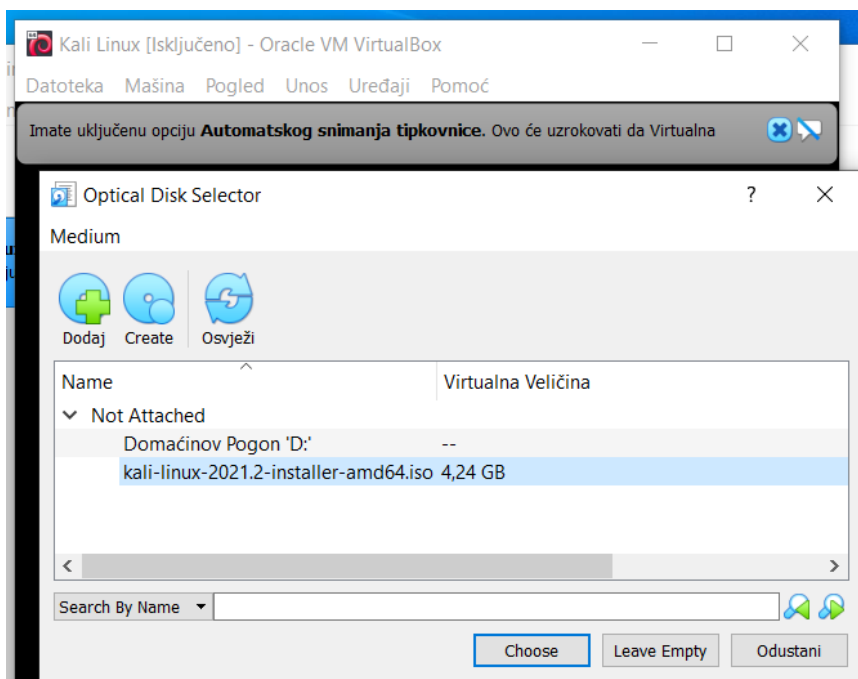 Kali Linux [Isključeno] - Oracle VM VirtualBox
Datoteka Mašina Pogled Unos Uređaji Pomoć
Imate uključenu opciju Automatskog snimanja tipkovnice. Ovo će uzrokovati da Virtualna
Optical Disk Selector
Medium
Dodaj Create Osvježi
Name Virtualna Veličina
Not Attached
Domaćinov Pogon 'D:' --
kali-linux-2021.2-installer-amd64.iso 4,24 GB
Search By Name
Choose Leave Empty Odustani